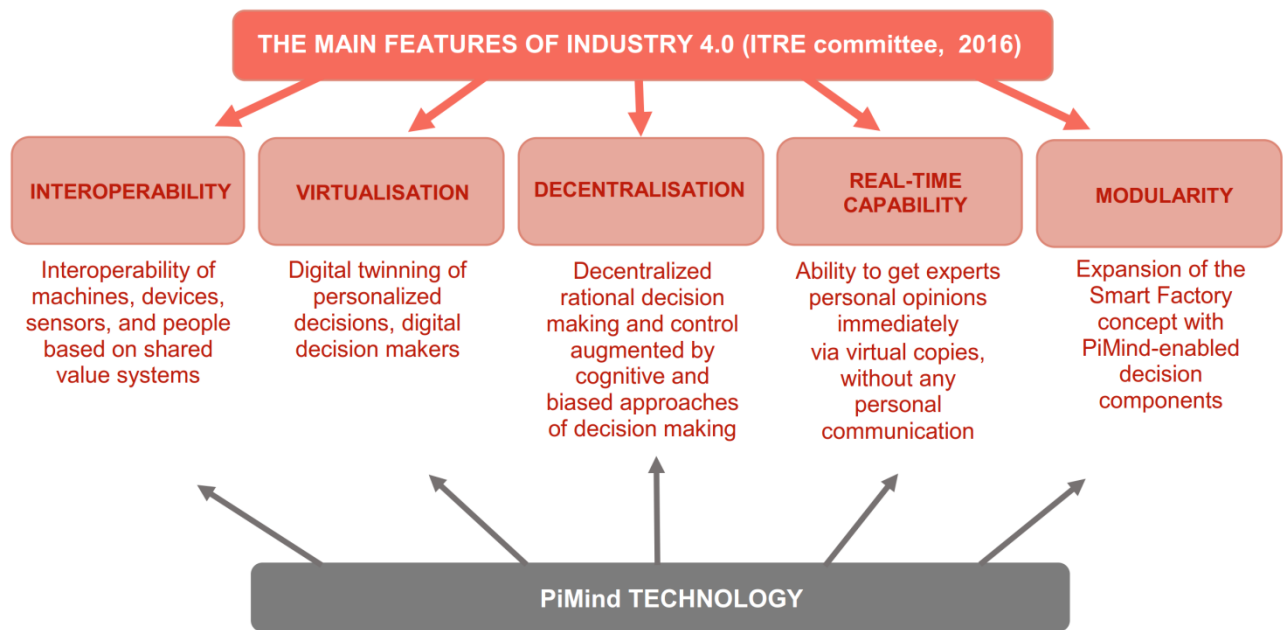 THE MAIN FEATURES OF INDUSTRY 4.0 (ITRE committee, 2016)
INTEROPERABILITY
Interoperability of
machines, devices,
sensors, and people
based on shared
value systems
VIRTUALISATION
Digital twinning of
personalized
decisions, digital
decision makers
DECENTRALISATION
Decentralized
rational decision
making and control
augmented by
cognitive and
biased approaches
of decision making
REAL-TIME
CAPABILITY
Ability to get experts
personal opinions
immediately
via virtual copies,
without any
personal
communication
MODULARITY
Expansion of the
Smart Factory
concept with
PiMind-enabled
decision
components
PiMind TECHNOLOGY